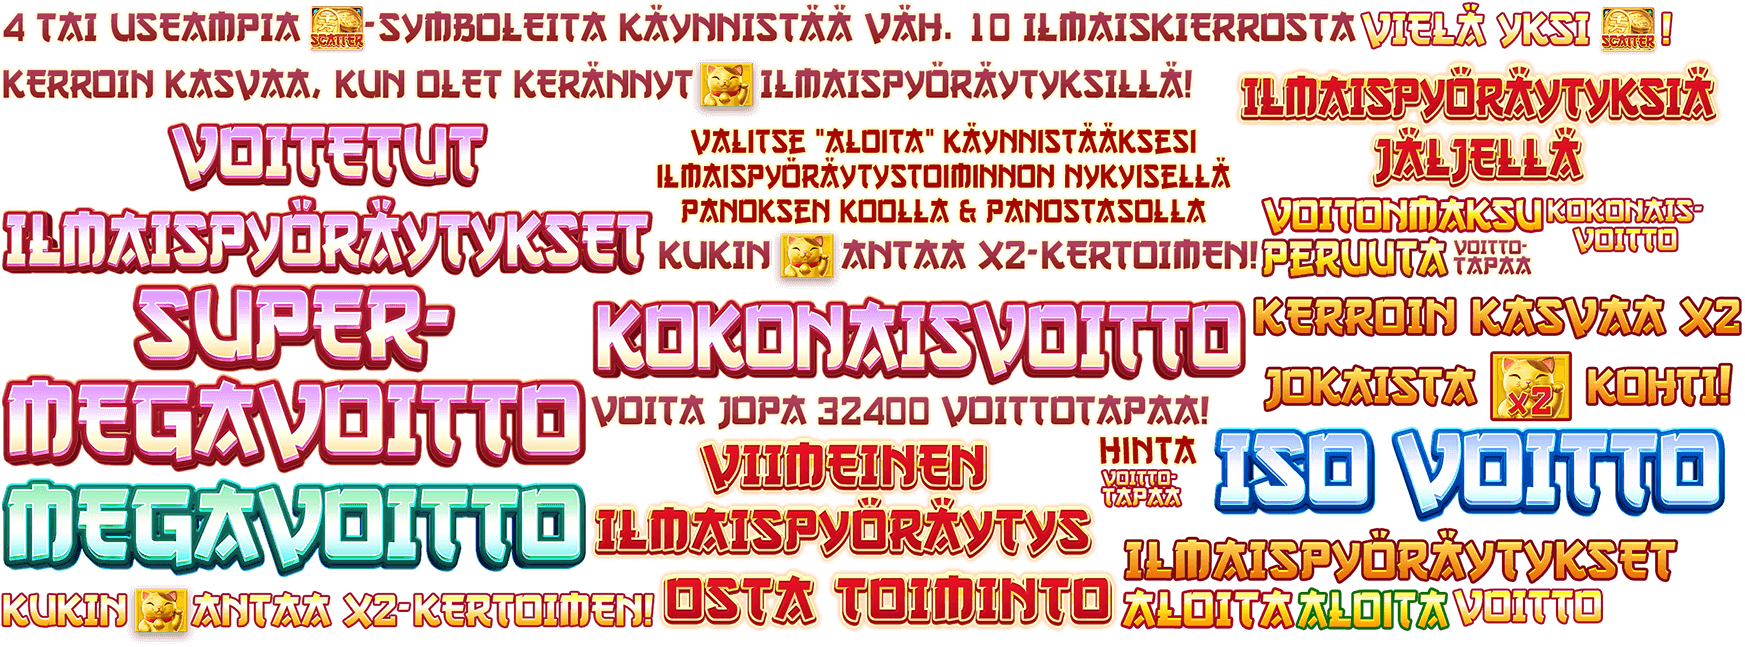 4 TAI USEAMPIA SCATTER-SYMBOLEITA KÄYNNISTÄÄ VÄH. 10 ILMAISKIERROSTA
VIELÄ YKSI SCATTER!
KERROIN KASVAA, KUN OLET KERÄNNYT ILMAISPYÖRÄYTYKSILLÄ!
ILMAISPYÖRÄYTYKSIÄ
JÄLJELLÄ
VOITETUT
ILMAISPYÖRÄYTYKSET
VALITSE "ALOITA" KÄYNNISTÄÄKSESI
ILMAISPYÖRÄYTYSTOIMINNON NYKYISELLÄ
PANOKSEN KOOLLA & PANOSTASOLLA
VOITONMAKSU
KOKONAIS-
VOITTO
KUKIN ANTAA X2-KERTOIMEN!
PERUUTA
VOITTO-
TAPAA
SUPER-
MEGAVOITTO
KOKONAISVOITTO
KERROIN KASVAA X2
JOKAISTA X2 KOHTI!
VOITA JOPA 32400 VOITTOTAPAA!
VIIMEINEN
ILMAISPYÖRÄYTYS
HINTA
VOITTO-
TAPAA
ISO VOITTO
MEGAVOITTO
ILMAISPYÖRÄYTYKSET
KUKIN ANTAA X2-KERTOIMEN!
OSTA TOIMINTO
ALOITA
ALOITA
VOITTO